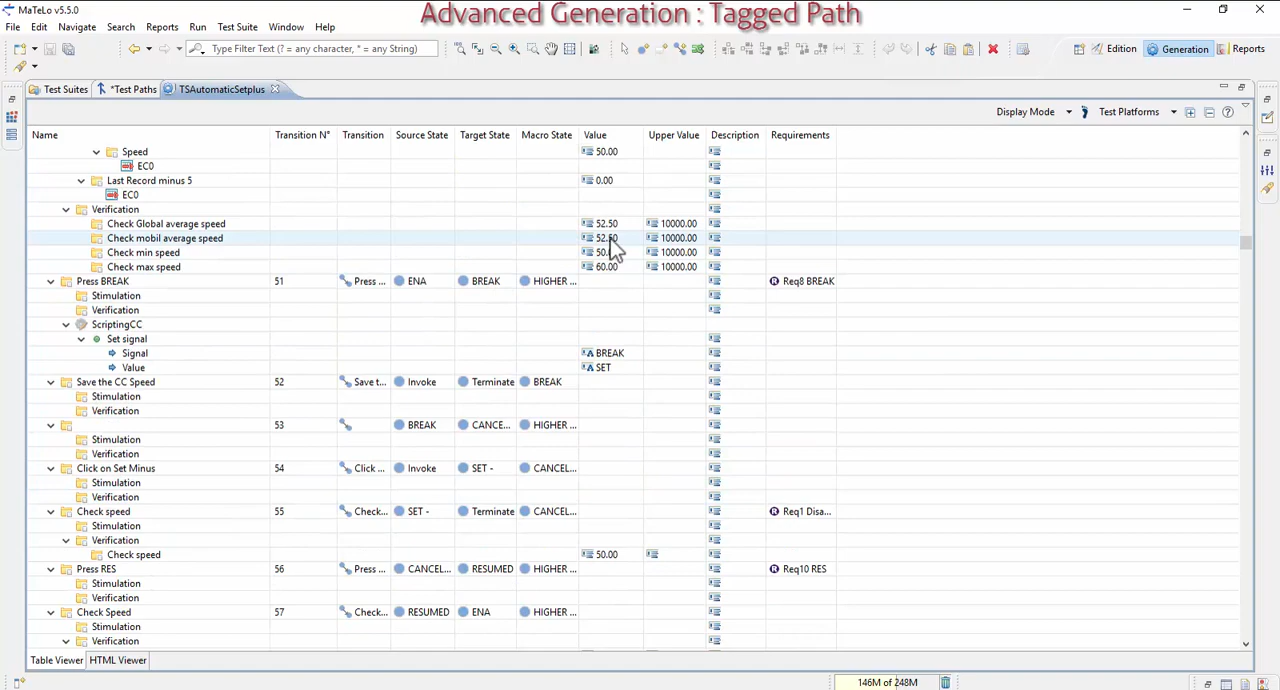 MaTeLo v5.5.0
Advanced Generation : Tagged Path
File Edit Navigate Search Reports Run Test Suite Window Help
Type Filter Text (? = any character, * = any String)
Edition Generation Reports
Test Suites *Test Paths TSAutomaticSetplus
Display Mode Test Platforms
Name Transition N° Transition Source State Target State Macro State Value Upper Value Description Requirements
Speed 50.00
EC0
Last Record minus 5 0.00
EC0
Verification
Check Global average speed 52.50 10000.00
Check mobil average speed 10000.00
Check min speed 10000.00
Check max speed 60.00 10000.00
Press BREAK 51 Press ... ENA BREAK HIGHER ... Req8 BREAK
Stimulation
Verification
ScriptingCC
Set signal
Signal BREAK
Value SET
Save the CC Speed 52 Save t... Invoke Terminate BREAK
Stimulation
Verification
53 BREAK CANCE... HIGHER ...
Stimulation
Verification
Click on Set Minus 54 Click ... Invoke SET - CANCEL...
Stimulation
Verification
Check speed 55 Check... SET - Terminate CANCEL... Req1 Disa...
Stimulation
Verification
Check speed 50.00
Press RES 56 Press ... CANCEL... RESUMED HIGHER ... Req10 RES
Stimulation
Verification
Check Speed 57 Check... RESUMED ENA HIGHER ...
Stimulation
Verification
Table Viewer HTML Viewer
146M of 248M